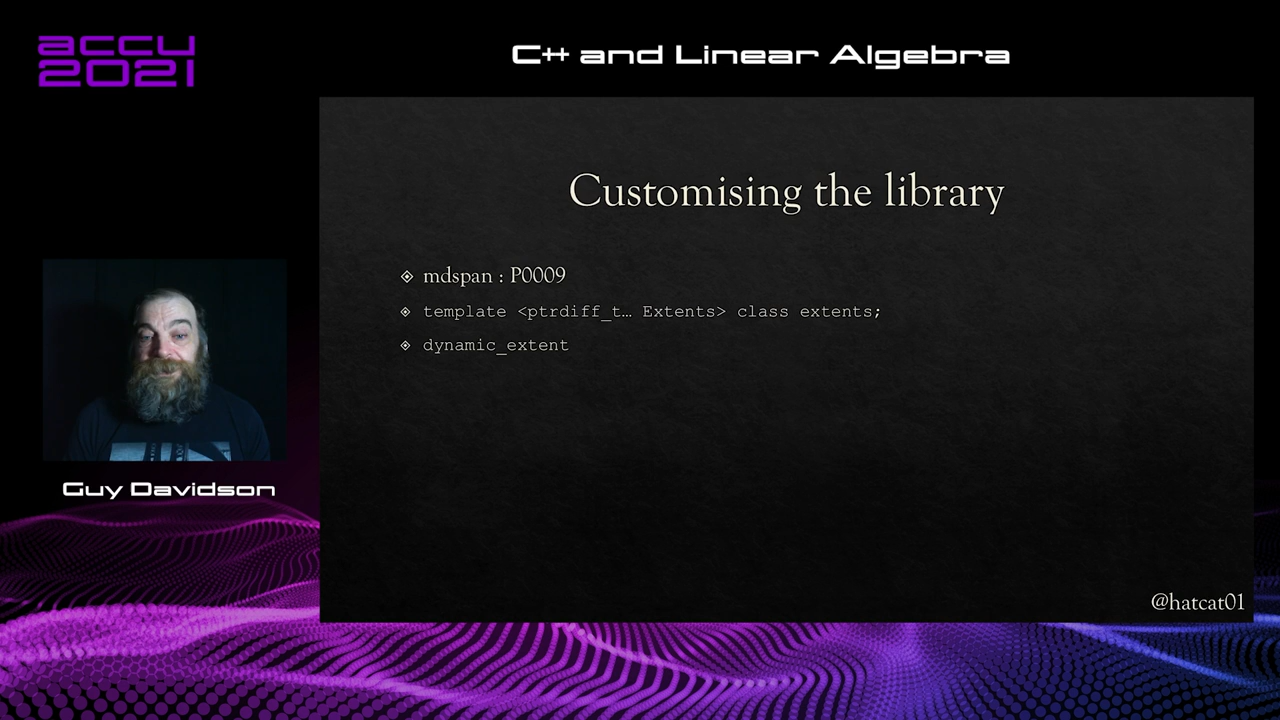 accu
2021
C++ and Linear Algebra
Customising the library
mdspan : P0009
template <ptrdiff_t… Extents> class extents;
dynamic_extent
Guy Davidson
@hatcat01